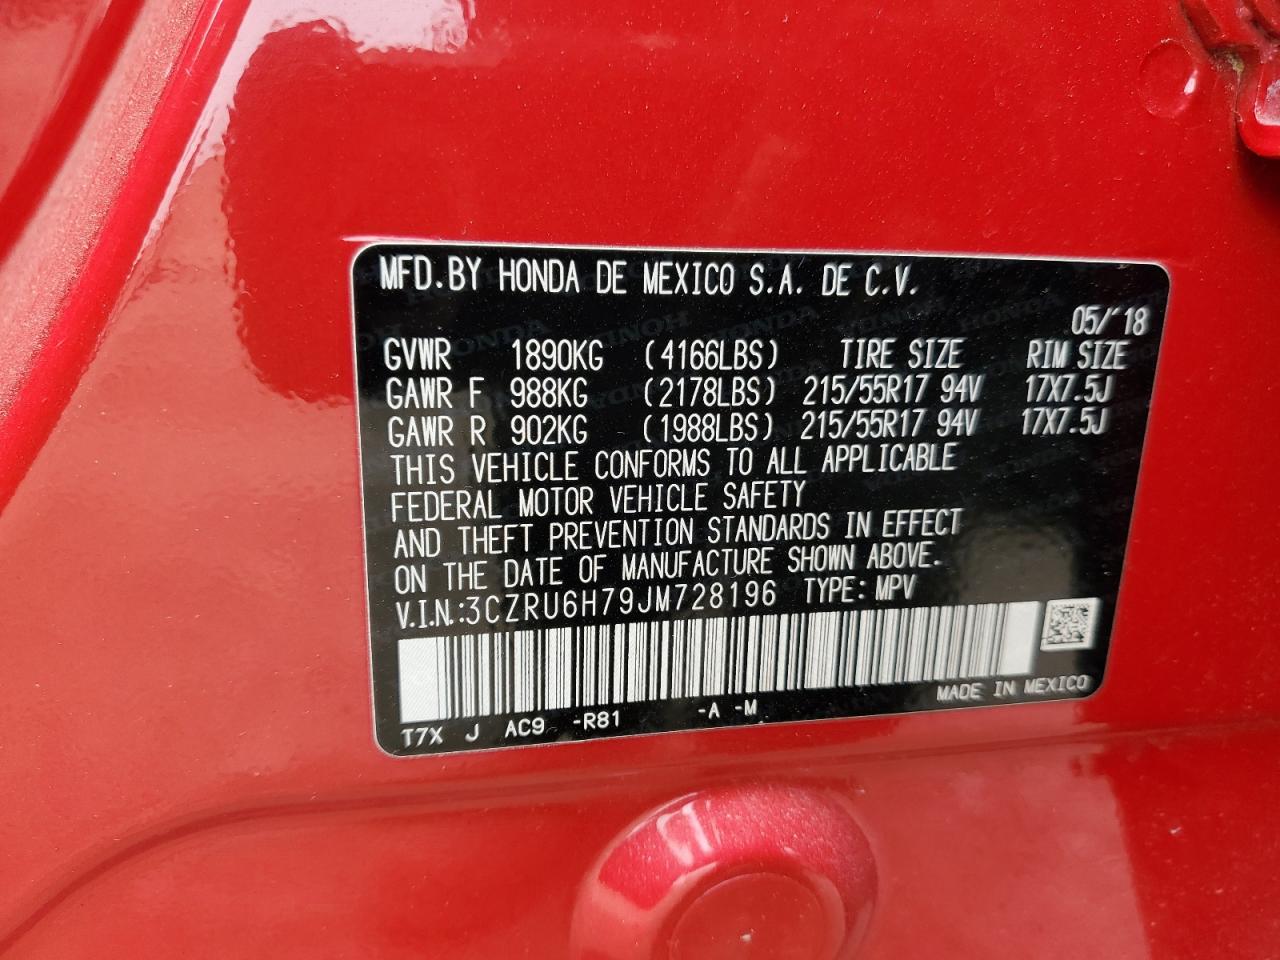 MFD.BY HONDA DE MEXICO S.A. DE C.V.
05/'18
GVWR 1890KG (4166LBS) TIRE SIZE RIM SIZE
GAWR F 988KG (2178LBS) 215/55R17 94V 17X7.5J
GAWR R 902KG (1988LBS) 215/55R17 94V 17X7.5J
THIS VEHICLE CONFORMS TO ALL APPLICABLE
FEDERAL MOTOR VEHICLE SAFETY
AND THEFT PREVENTION STANDARDS IN EFFECT
ON THE DATE OF MANUFACTURE SHOWN ABOVE.
V.I.N.:3CZRU6H79JM728196 TYPE: MPV
MADE IN MEXICO
T7X J AC9 -R81 -A -M